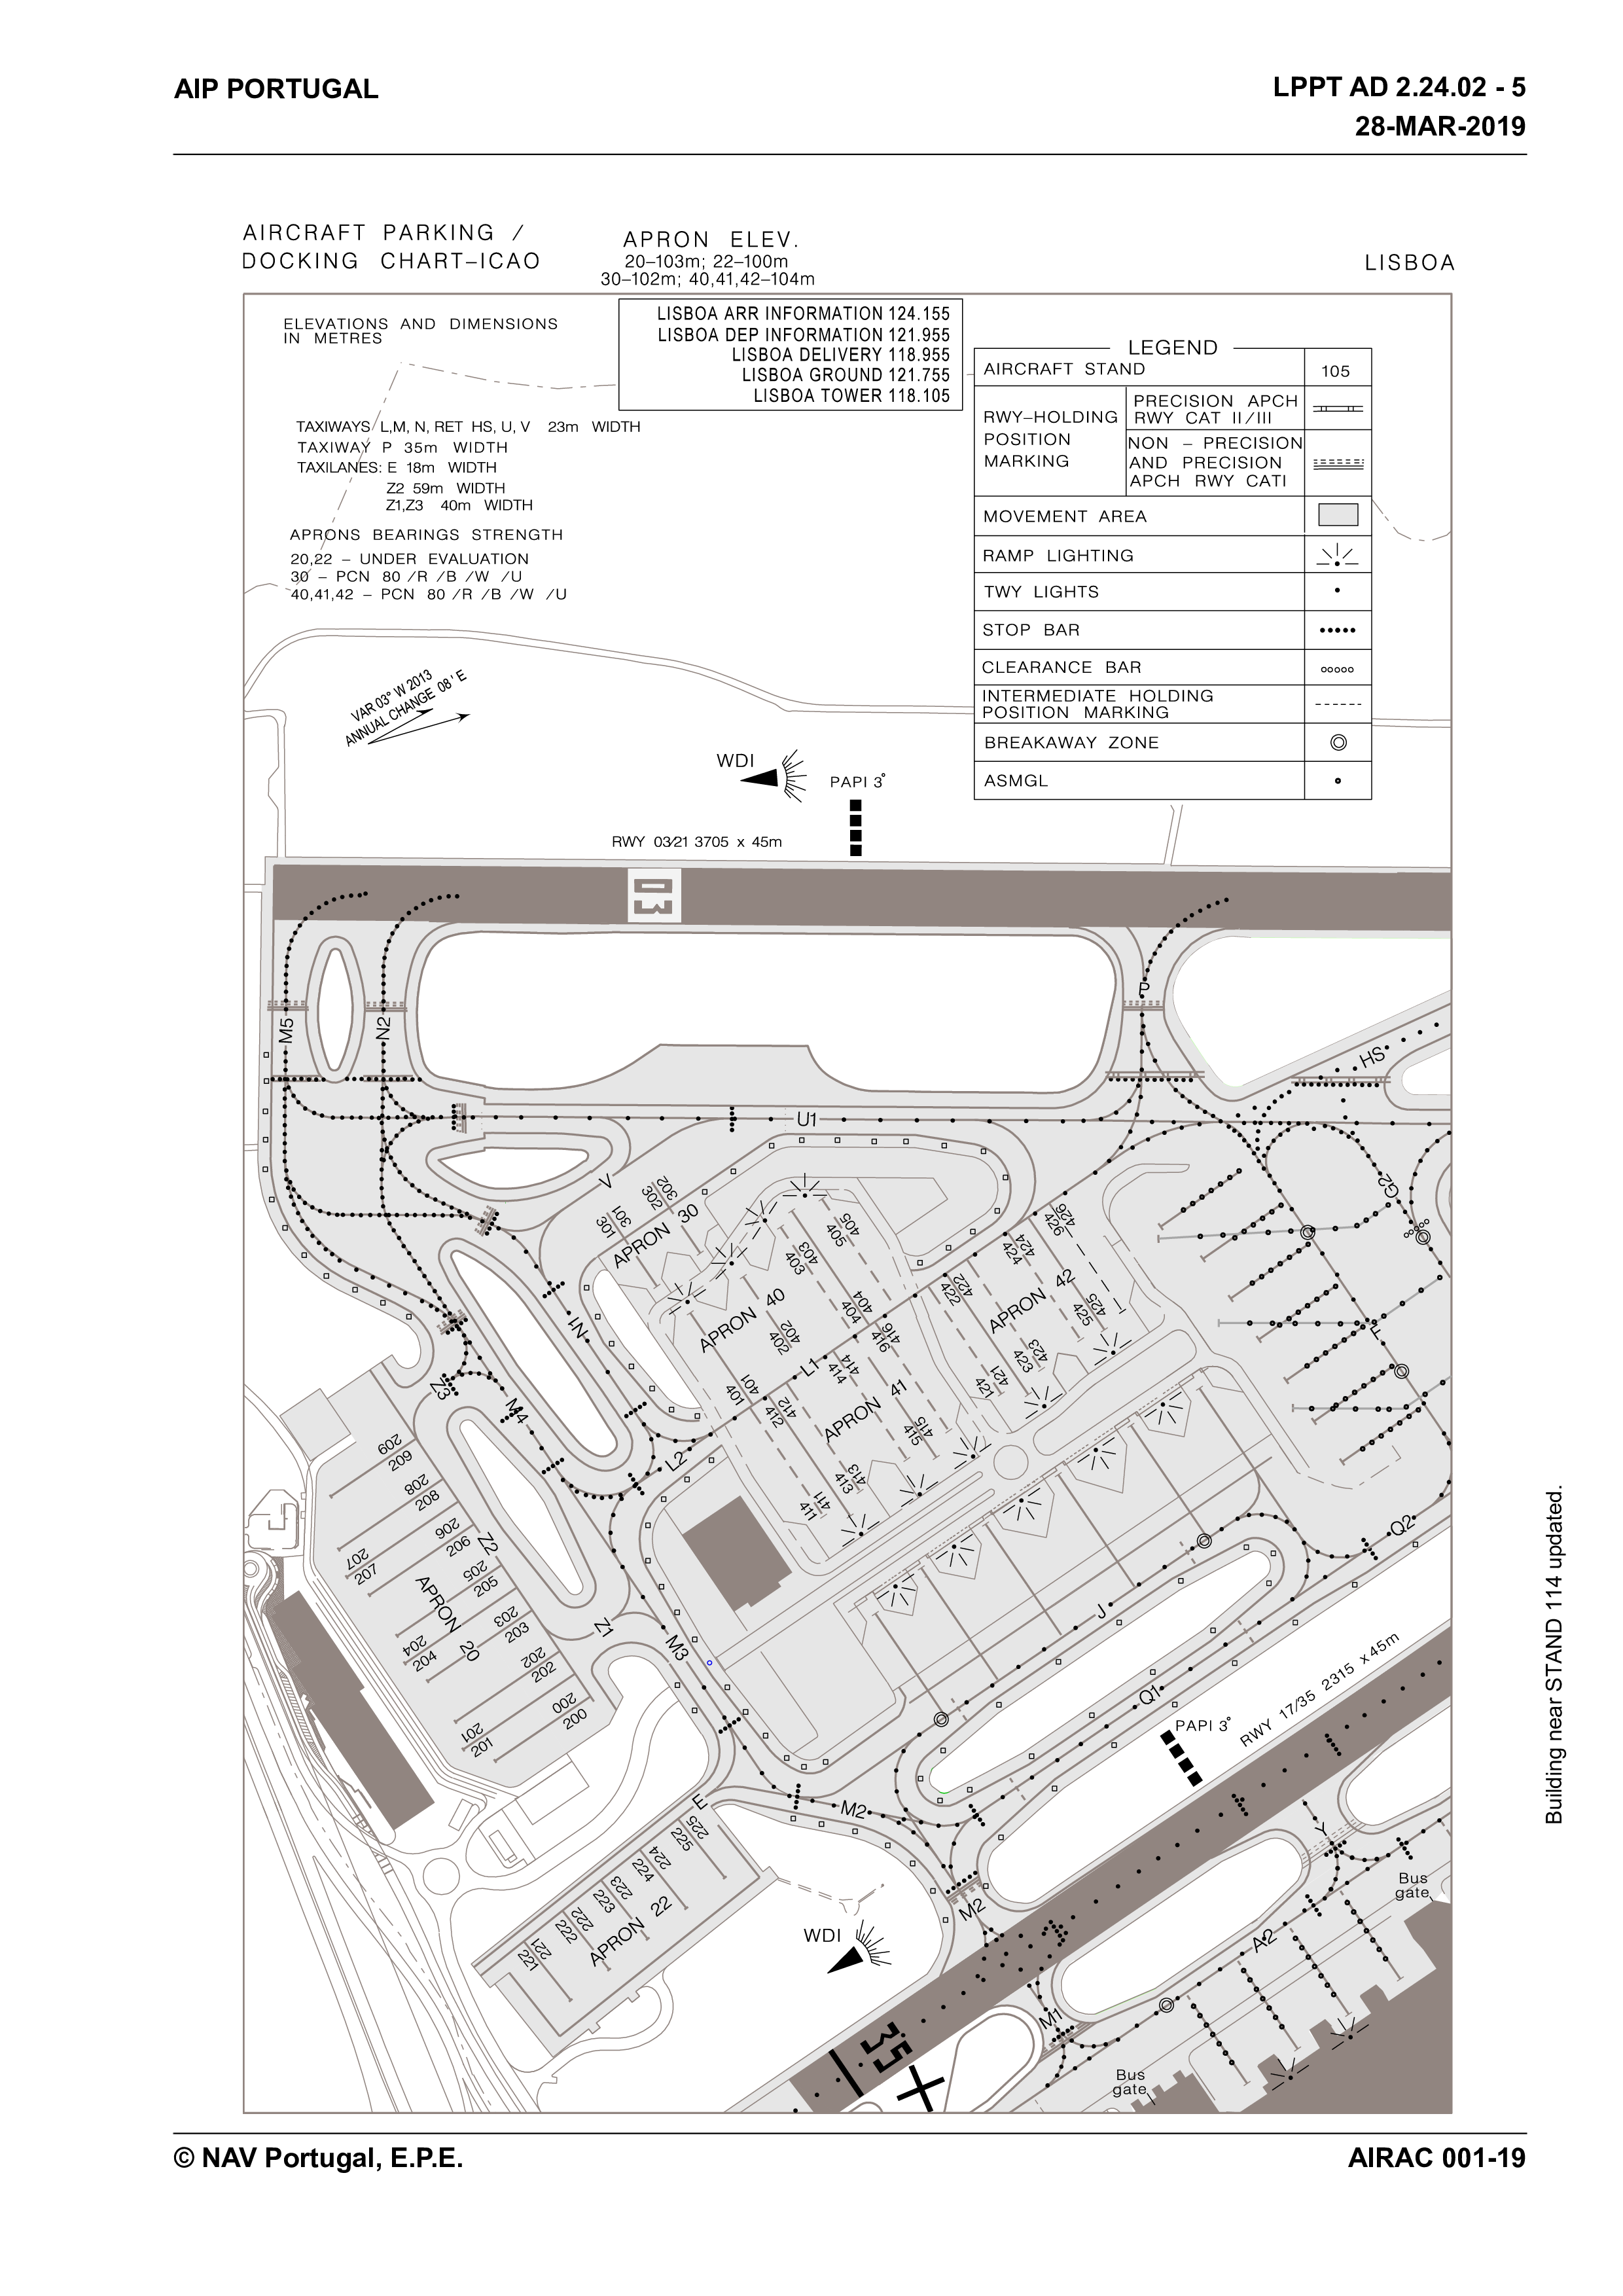 AIP PORTUGAL
LPPT AD 2.24.02 - 5
28-MAR-2019
AIRCRAFT PARKING /
DOCKING CHART–ICAO
APRON ELEV.
20–103m; 22–100m
30–102m; 40,41,42–104m
LISBOA
ELEVATIONS AND DIMENSIONS
IN METRES
LISBOA ARR INFORMATION 124.155
LISBOA DEP INFORMATION 121.955
LISBOA DELIVERY 118.955
LISBOA GROUND 121.755
LISBOA TOWER 118.105
TAXIWAYS L,M, N, RET HS, U, V 23m WIDTH
TAXIWAY P 35m WIDTH
TAXILANES: E 18m WIDTH
Z2 59m WIDTH
Z1,Z3 40m WIDTH
APRONS BEARINGS STRENGTH
20,22 – UNDER EVALUATION
30 – PCN 80 /R /B /W /U
40,41,42 – PCN 80 /R /B /W /U
LEGEND
AIRCRAFT STAND
105
RWY–HOLDING
POSITION
MARKING
PRECISION APCH
RWY CAT II/III
NON – PRECISION
AND PRECISION
APCH RWY CATI
MOVEMENT AREA
RAMP LIGHTING
TWY LIGHTS
STOP BAR
CLEARANCE BAR
INTERMEDIATE HOLDING
POSITION MARKING
BREAKAWAY ZONE
ASMGL
VAR 03° W 2013
ANNUAL CHANGE 08' E
WDI
PAPI 3°
RWY 03/21 3705 x 45m
03
M5
N2
P
HS
U1
V
G2
302
302
301
301
APRON 30
405
405
403
403
426
426
424
424
422
422
APRON 42
425
425
423
423
421
421
APRON 40
404
404
402
402
416
416
401
401
L1
414
414
412
412
APRON 41
415
415
413
413
411
411
F
N1
Z3
M4
L2
209
209
208
208
206
206
207
207
Z2
205
205
APRON 20
203
203
204
204
202
202
200
200
201
201
Z1
M3
J
Q2
Q1
PAPI 3°
RWY 17/35 2315 x45m
E
M2
225
225
224
224
223
223
222
222
221
221
APRON 22
WDI
M2
Y
A2
M1
35
Bus
gate
Bus
gate
Building near STAND 114 updated.
© NAV Portugal, E.P.E.
AIRAC 001-19